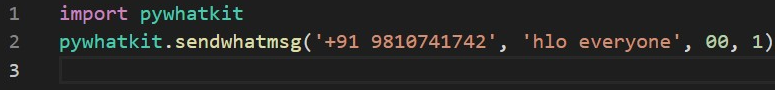 1 import pywhatkit
2 pywhatkit.sendwhatmsg('+91 9810741742', 'hlo everyone', 00, 1)
3